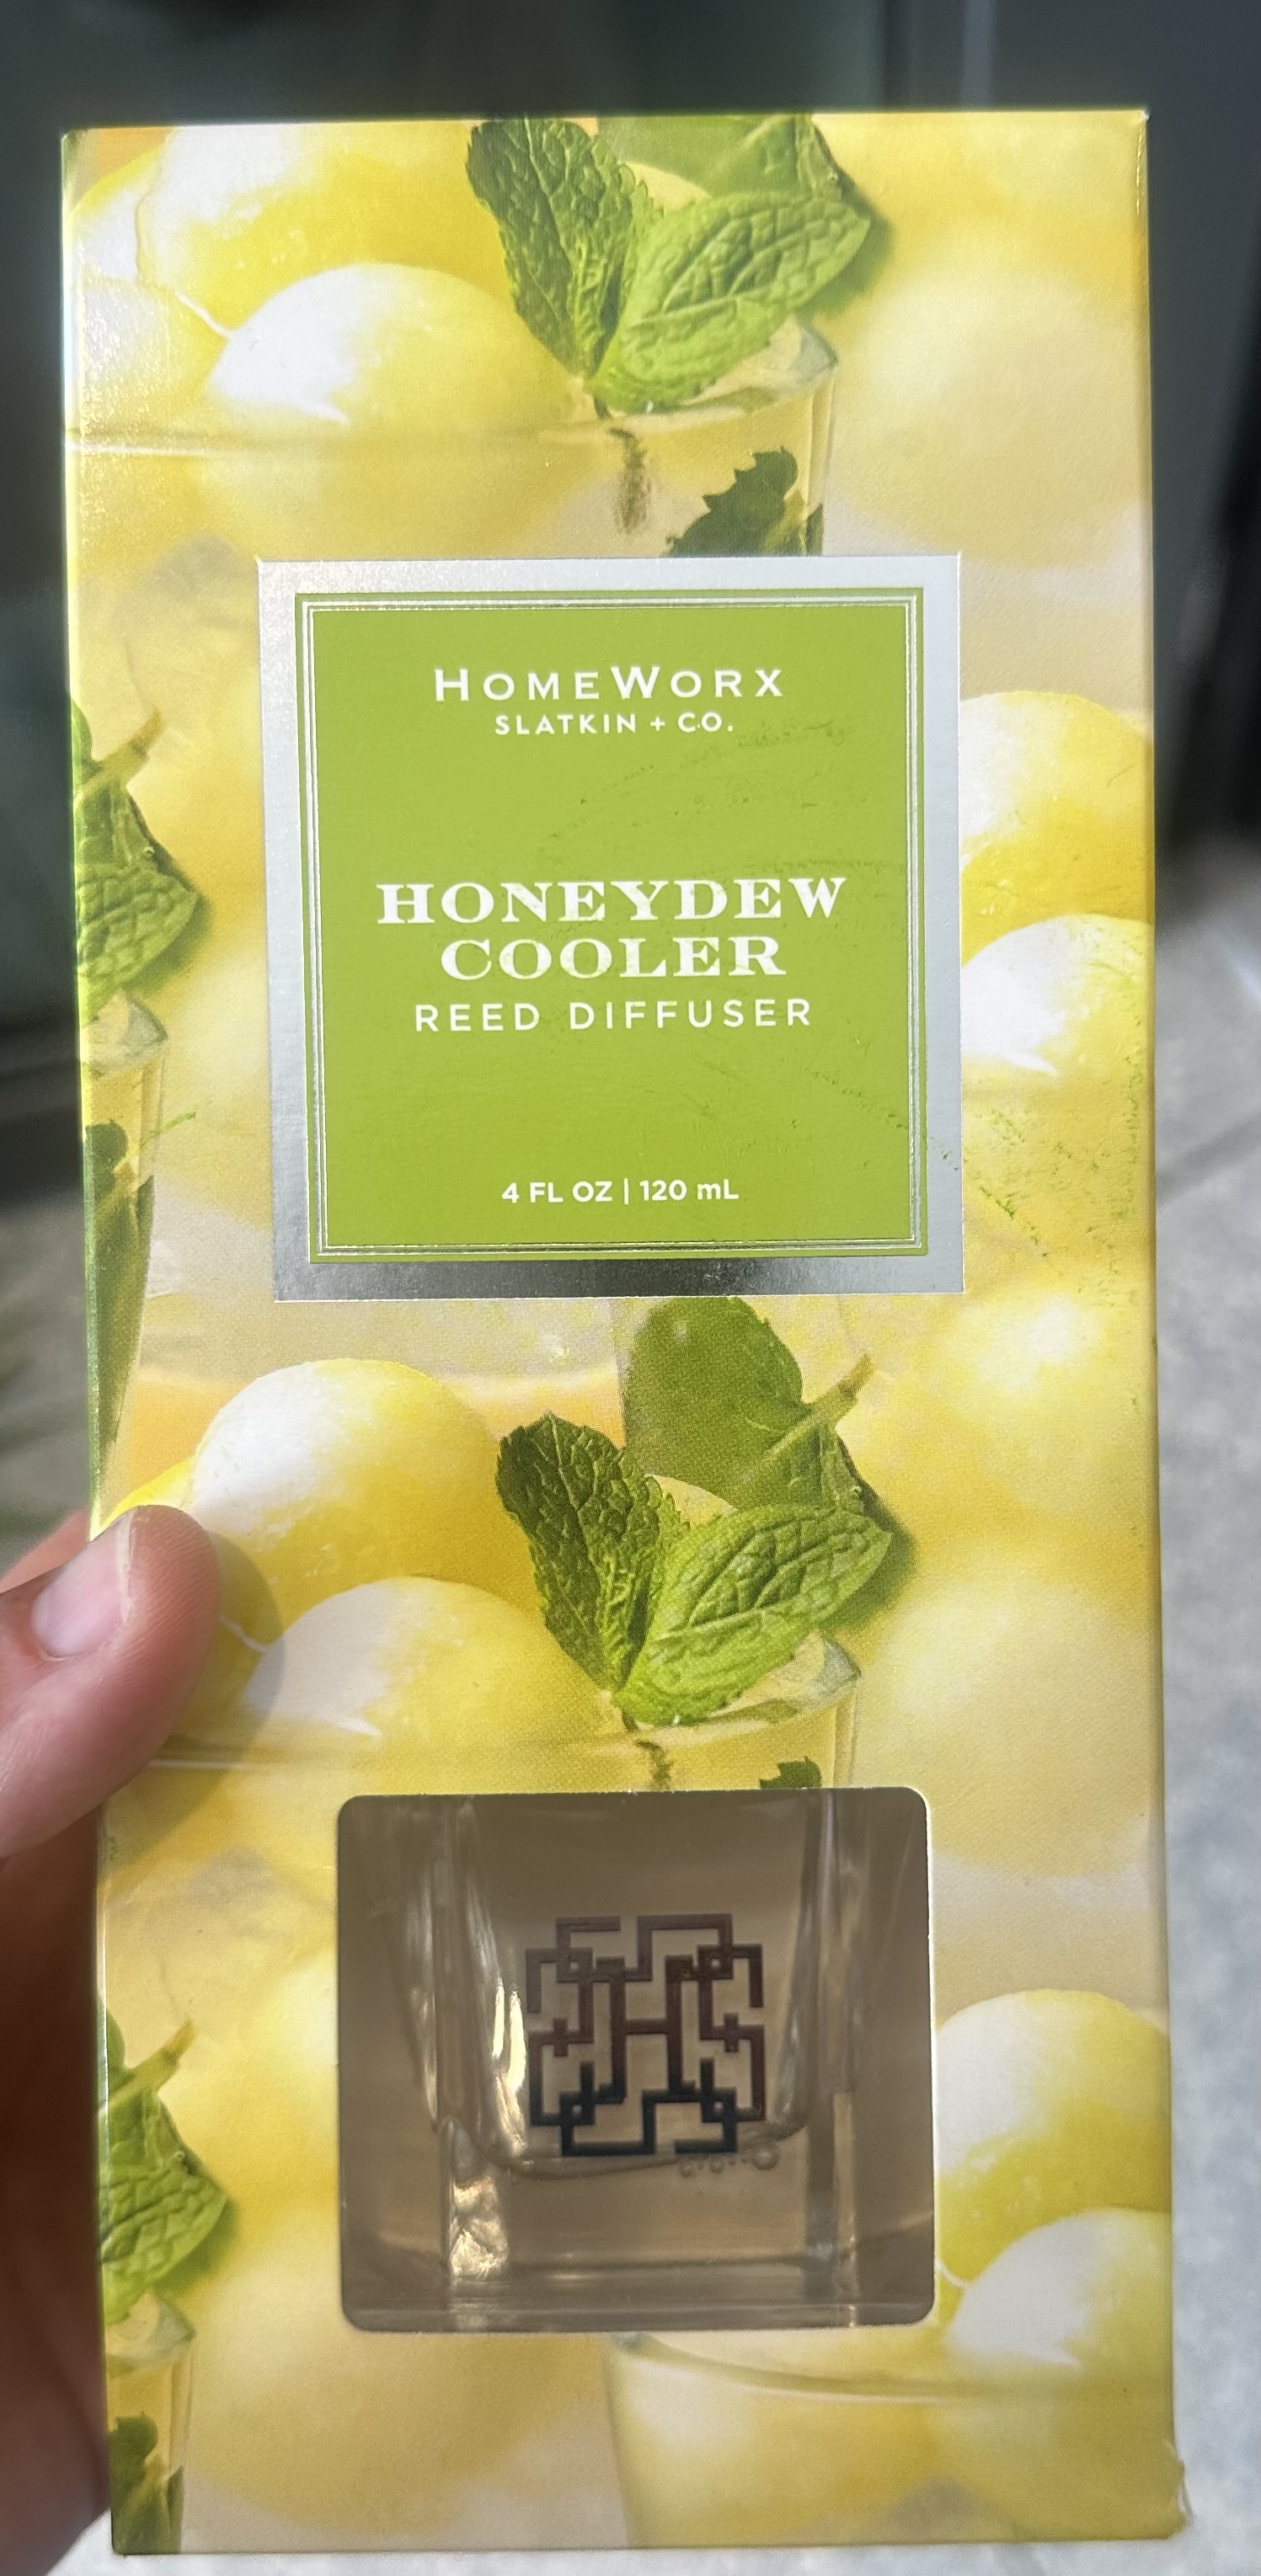 HOMEWORX
SLATKIN + CO.
HONEYDEW
COOLER
REED DIFFUSER
4 FL OZ | 120 mL
H